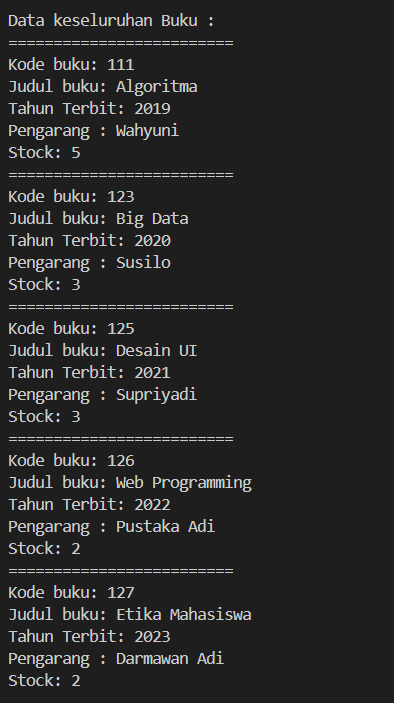 Data keseluruhan Buku :
=========================
Kode buku: 111
Judul buku: Algoritma
Tahun Terbit: 2019
Pengarang : Wahyuni
Stock: 5
=========================
Kode buku: 123
Judul buku: Big Data
Tahun Terbit: 2020
Pengarang : Susilo
Stock: 3
=========================
Kode buku: 125
Judul buku: Desain UI
Tahun Terbit: 2021
Pengarang : Supriyadi
Stock: 3
=========================
Kode buku: 126
Judul buku: Web Programming
Tahun Terbit: 2022
Pengarang : Pustaka Adi
Stock: 2
=========================
Kode buku: 127
Judul buku: Etika Mahasiswa
Tahun Terbit: 2023
Pengarang : Darmawan Adi
Stock: 2